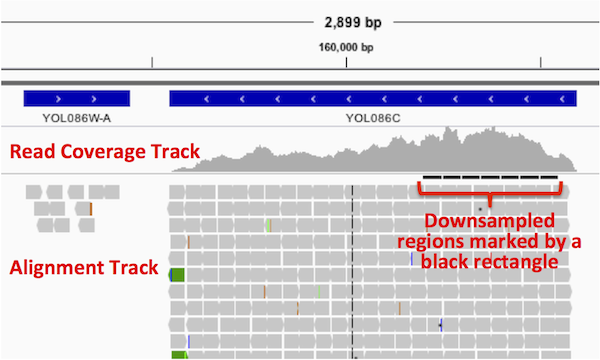 2,899 bp
160,000 bp
YOL086W-A
YOL086C
Read Coverage Track
Downsampled
regions marked by a
black rectangle
Alignment Track